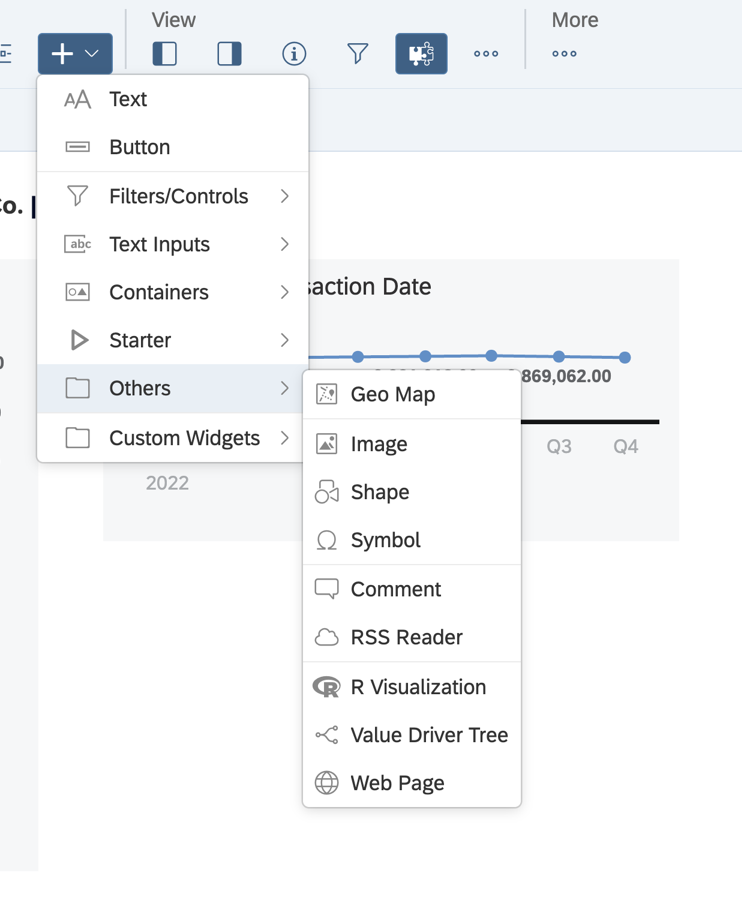 View
More
Text
Button
Co.
Filters/Controls
abc
Text Inputs
saction Date
Containers
Starter
869,062.00
Others
Geo Map
Custom Widgets
Image
Q3
Q4
2022
Shape
Symbol
Comment
RSS Reader
R Visualization
Value Driver Tree
Web Page